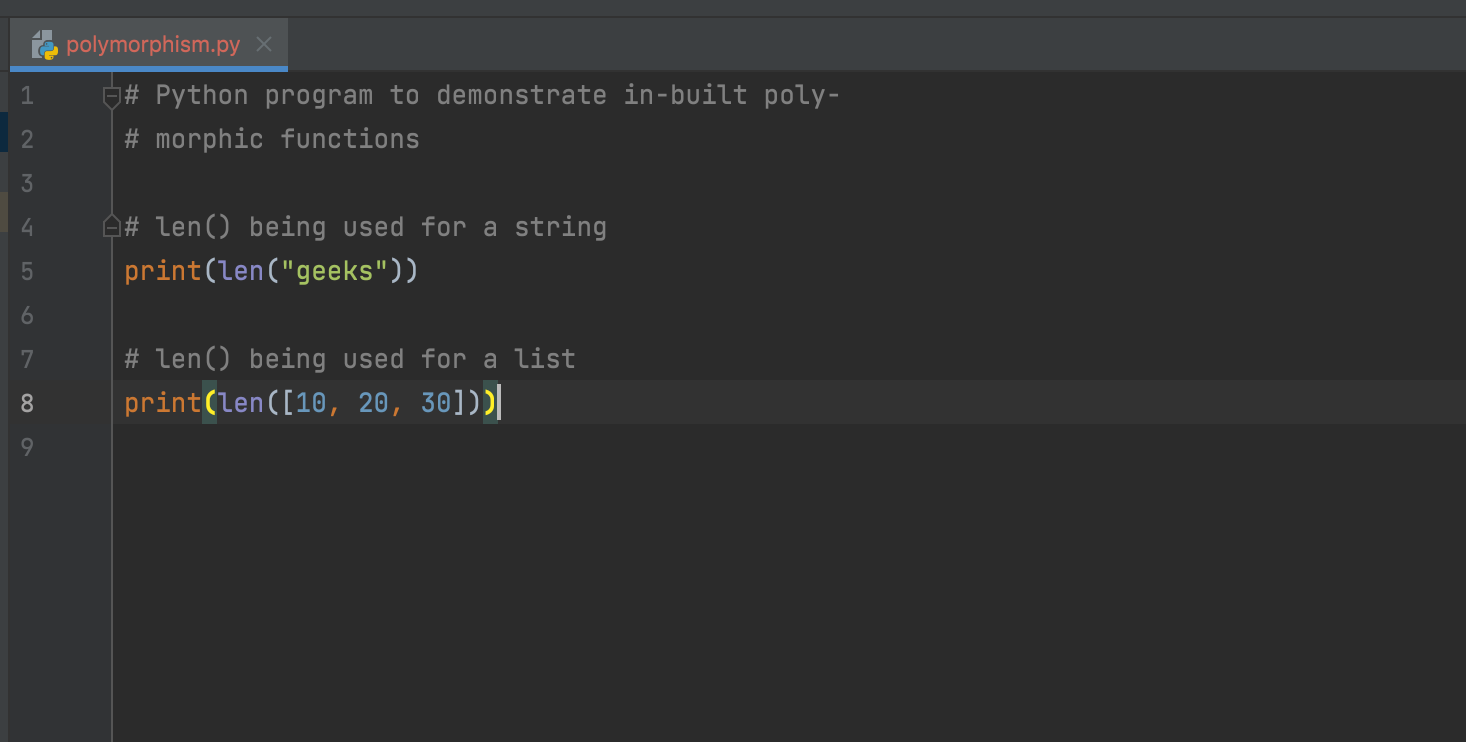 polymorphism.py
1 # Python program to demonstrate in-built poly-
2 # morphic functions
3
4 # len() being used for a string
5 print(len("geeks"))
6
7 # len() being used for a list
8 print(len([10, 20, 30]))
9